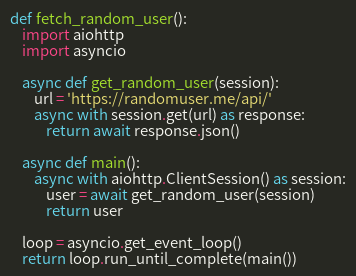 def fetch_random_user():
    import aiohttp
    import asyncio

    async def get_random_user(session):
        url = 'https://randomuser.me/api/'
        async with session.get(url) as response:
            return await response.json()

    async def main():
        async with aiohttp.ClientSession() as session:
            user = await get_random_user(session)
            return user

    loop = asyncio.get_event_loop()
    return loop.run_until_complete(main())